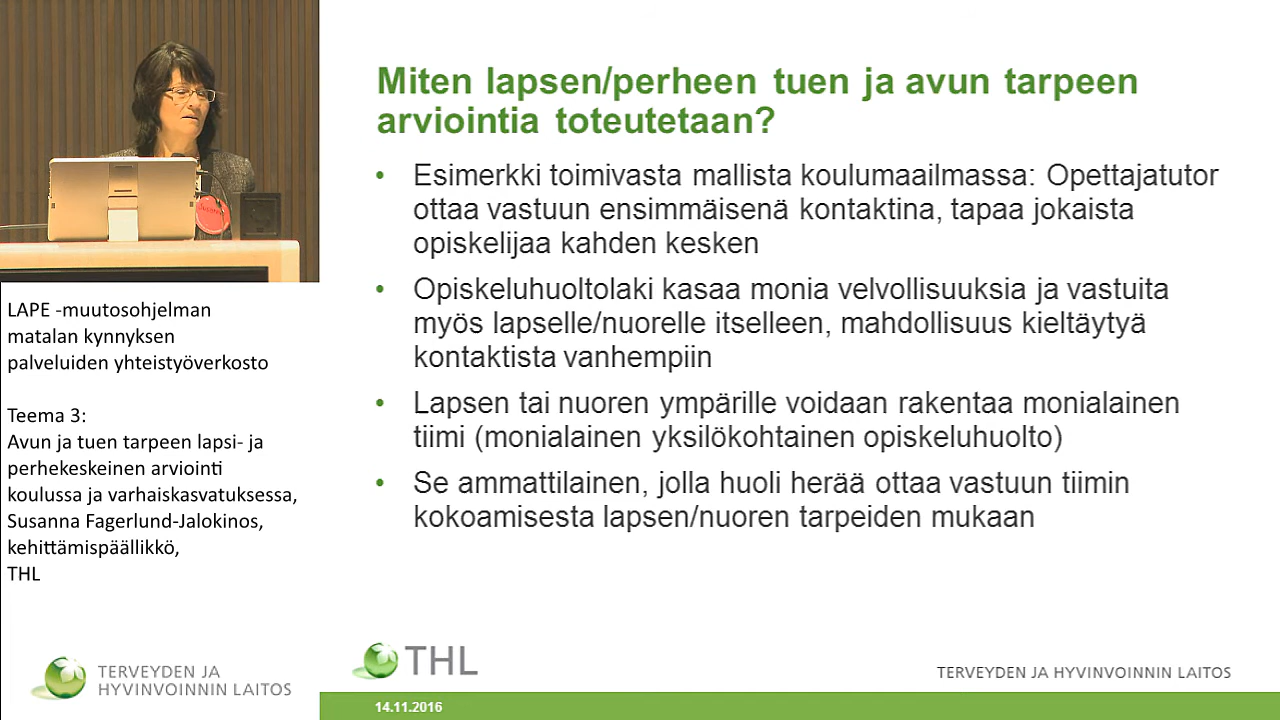 Miten lapsen/perheen tuen ja avun tarpeen
arviointia toteutetaan?
• Esimerkki toimivasta mallista koulumaailmassa: Opettajatutor
ottaa vastuun ensimmäisenä kontaktina, tapaa jokaista
opiskelijaa kahden kesken
• Opiskeluhuoltolaki kasaa monia velvollisuuksia ja vastuita
myös lapselle/nuorelle itselleen, mahdollisuus kieltäytyä
kontaktista vanhempiin
• Lapsen tai nuoren ympärille voidaan rakentaa monialainen
tiimi (monialainen yksilökohtainen opiskeluhuolto)
• Se ammattilainen, jolla huoli herää ottaa vastuun tiimin
kokoamisesta lapsen/nuoren tarpeiden mukaan
LAPE -muutosohjelman
matalan kynnyksen
palveluiden yhteistyöverkosto
Teema 3:
Avun ja tuen tarpeen lapsi- ja
perhekeskeinen arviointi
koulussa ja varhaiskasvatuksessa,
Susanna Fagerlund-Jalokinos,
kehittämispäällikkö,
THL
TERVEYDEN JA
HYVINVOINNIN LAITOS
THL
TERVEYDEN JA HYVINVOINNIN LAITOS
14.11.2016